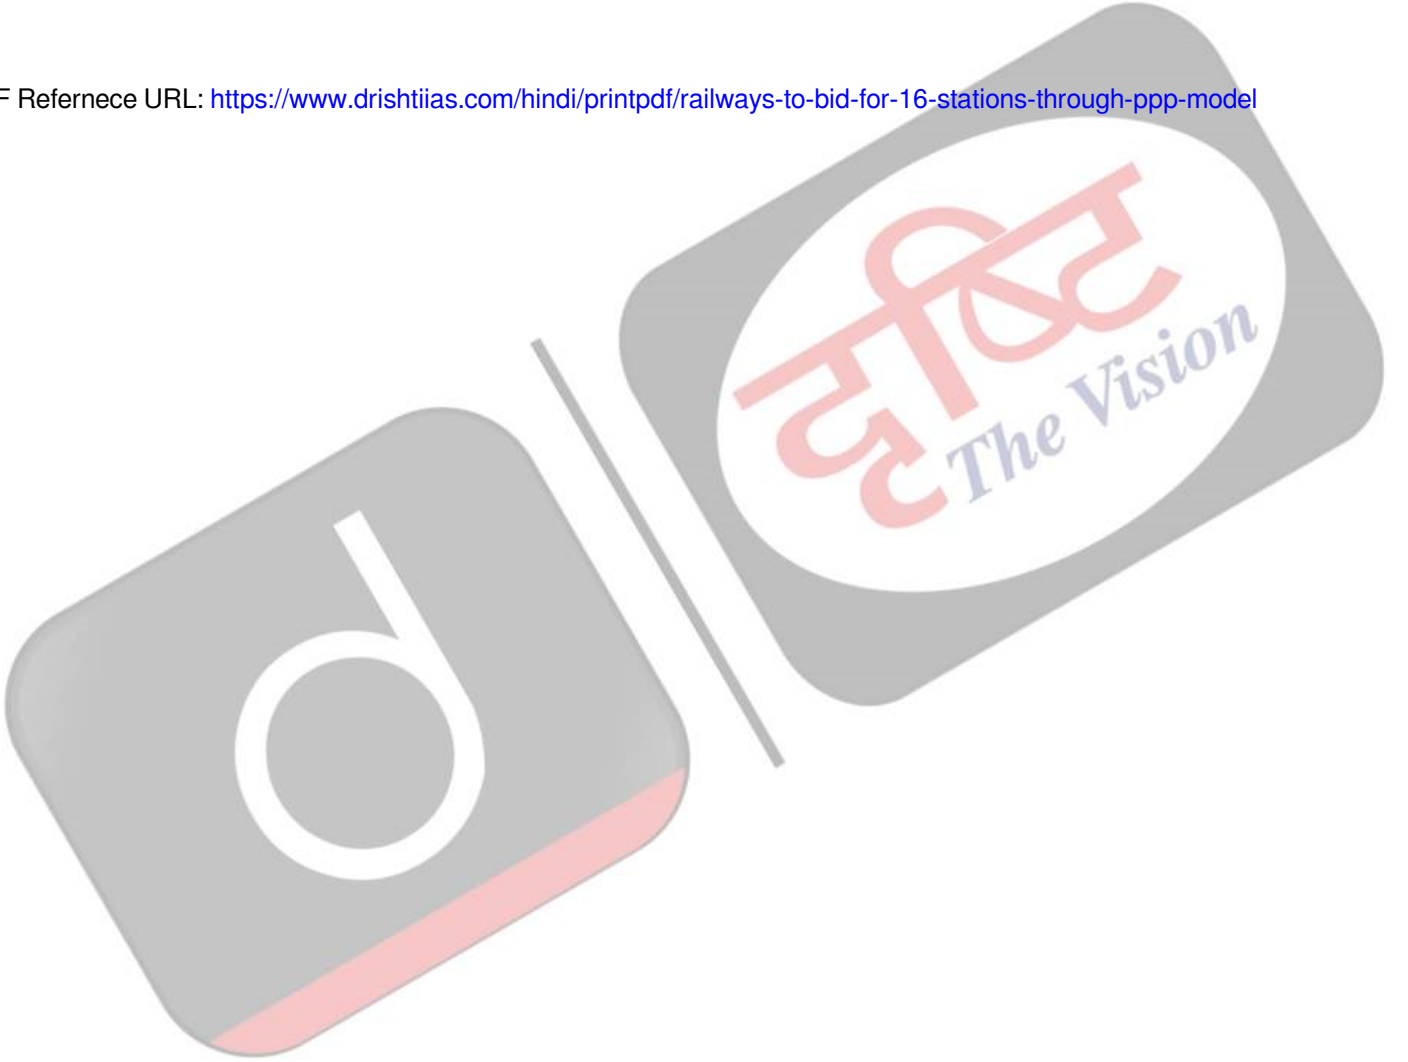 F Refernece URL: https://www.drishtiias.com/hindi/printpdf/railways-to-bid-for-16-stations-through-ppp-model
दृष्टि
The Vision
d